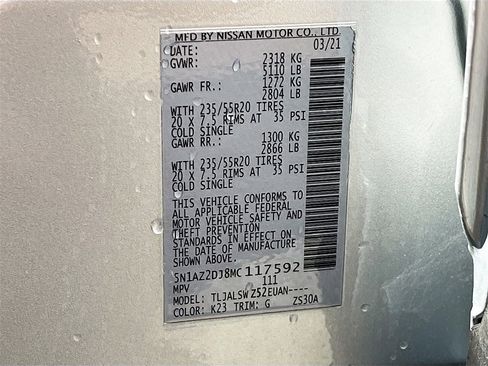 MFD BY NISSAN MOTOR CO., LTD.
DATE: 03/21
GVWR: 2318 KG
5110 LB
GAWR FR.: 1272 KG
2804 LB
WITH 235/55R20 TIRES
20 X 7.5 RIMS AT 35 PSI
COLD SINGLE
GAWR RR.: 1300 KG
2866 LB
WITH 235/55R20 TIRES
20 X 7.5 RIMS AT 35 PSI
COLD SINGLE
THIS VEHICLE CONFORMS TO
ALL APPLICABLE FEDERAL
MOTOR VEHICLE SAFETY AND
THEFT PREVENTION
STANDARDS IN EFFECT ON
THE DATE OF MANUFACTURE
SHOWN ABOVE.
5N1AZ2DJ8MC117592
MPV 111
MODEL: TLJALSWZ52EUAN----
COLOR: K23 TRIM: G ZS30A